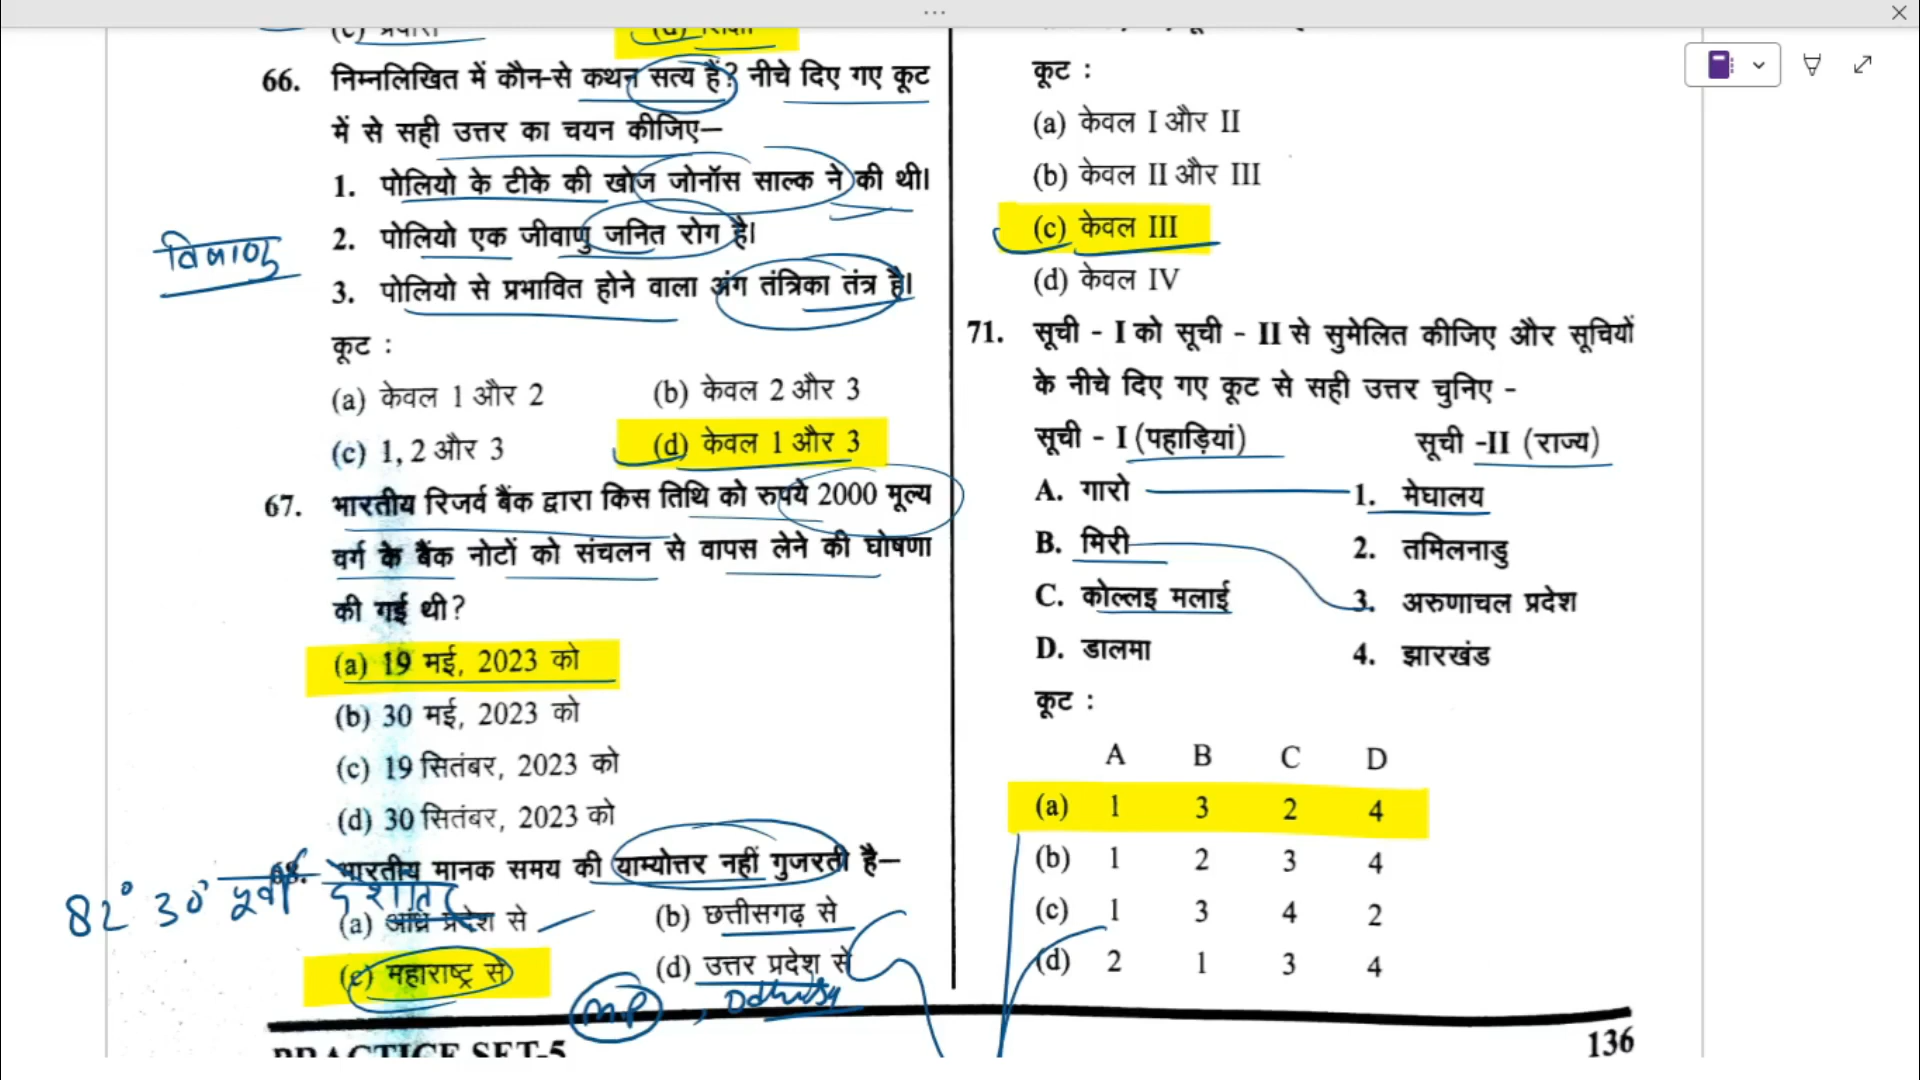 66. निम्नलिखित में कौन-से कथन सत्य हैं? नीचे दिए गए कूट
में से सही उत्तर का चयन कीजिए–
1. पोलियो के टीके की खोज जोनॉस साल्क ने की थी।
2. पोलियो एक जीवाणु जनित रोग है।
विषाणु
3. पोलियो से प्रभावित होने वाला अंग तंत्रिका तंत्र है।
कूट :
(a) केवल 1 और 2 (b) केवल 2 और 3
(c) 1, 2 और 3 (d) केवल 1 और 3
67. भारतीय रिजर्व बैंक द्वारा किस तिथि को रुपये 2000 मूल्य
वर्ग के बैंक नोटों को संचलन से वापस लेने की घोषणा
की गई थी?
(a) 19 मई, 2023 को
(b) 30 मई, 2023 को
(c) 19 सितंबर, 2023 को
(d) 30 सितंबर, 2023 को
68. भारतीय मानक समय की याम्योत्तर नहीं गुजरती है–
82° 30' पूर्वी देशांतर
(a) आंध्र प्रदेश से (b) छत्तीसगढ़ से
(c) महाराष्ट्र से (d) उत्तर प्रदेश से
MP,
PRACTICE SET-5
कूट :
(a) केवल I और II
(b) केवल II और III
(c) केवल III
(d) केवल IV
71. सूची - I को सूची - II से सुमेलित कीजिए और सूचियों
के नीचे दिए गए कूट से सही उत्तर चुनिए -
सूची - I (पहाड़ियां) सूची -II (राज्य)
A. गारो 1. मेघालय
B. मिरी 2. तमिलनाडु
C. कोल्लइ मलाई 3. अरुणाचल प्रदेश
D. डालमा 4. झारखंड
कूट :
A B C D
(a) 1 3 2 4
(b) 1 2 3 4
(c) 1 3 4 2
(d) 2 1 3 4
136